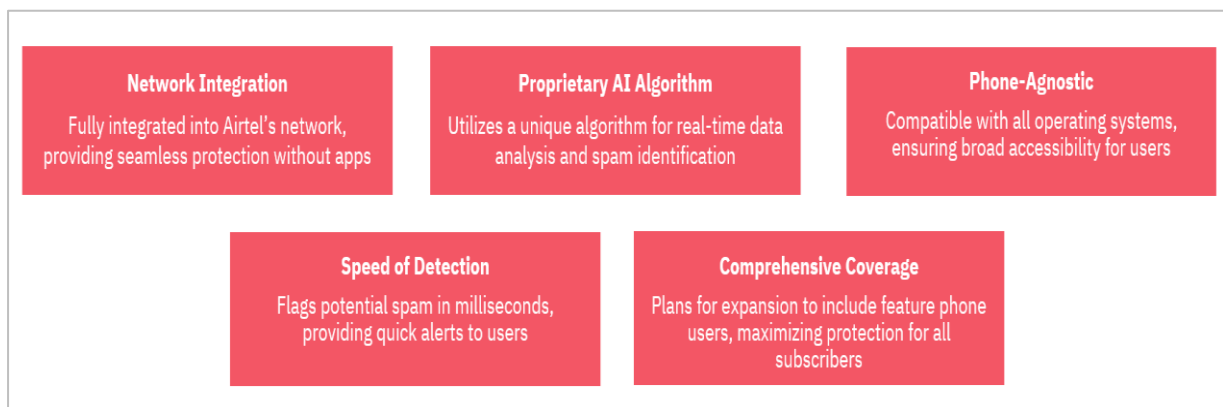 Network Integration
Fully integrated into Airtel’s network,
providing seamless protection without apps
Proprietary AI Algorithm
Utilizes a unique algorithm for real-time data
analysis and spam identification
Phone-Agnostic
Compatible with all operating systems,
ensuring broad accessibility for users
Speed of Detection
Flags potential spam in milliseconds,
providing quick alerts to users
Comprehensive Coverage
Plans for expansion to include feature phone
users, maximizing protection for all
subscribers